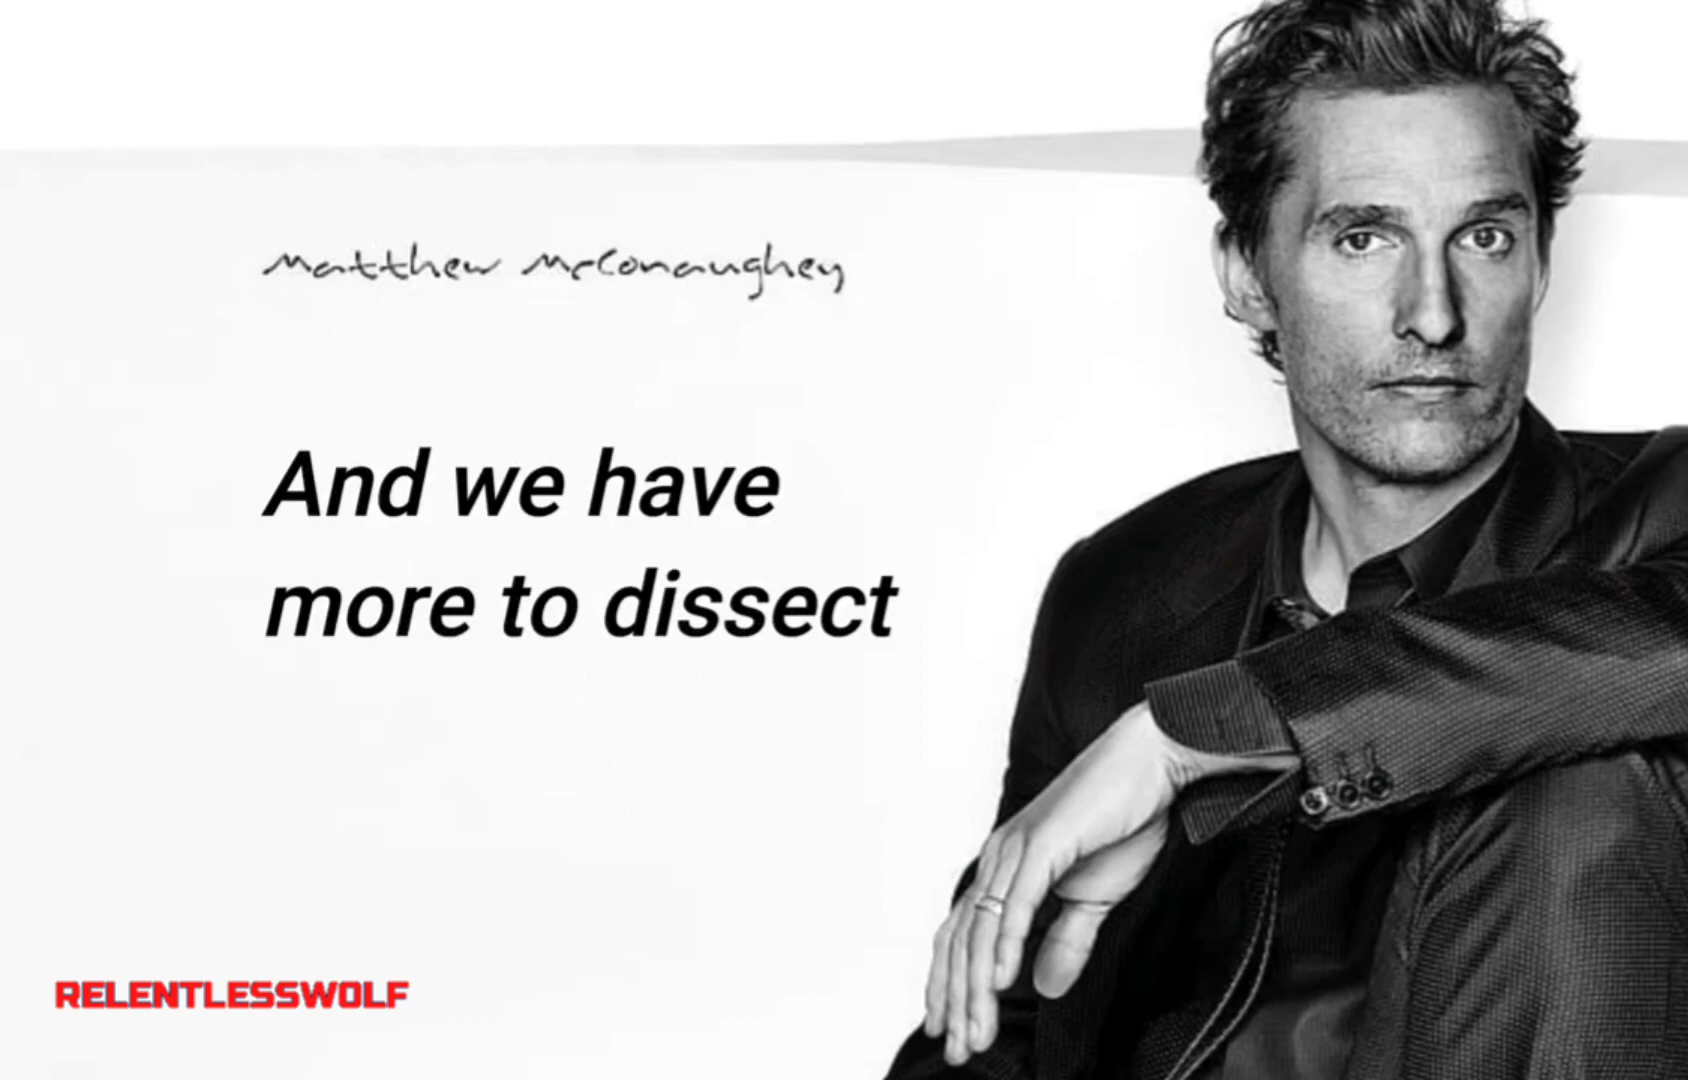 Matthew McConaughey
And we have
more to dissect
RELENTLESSWOLF